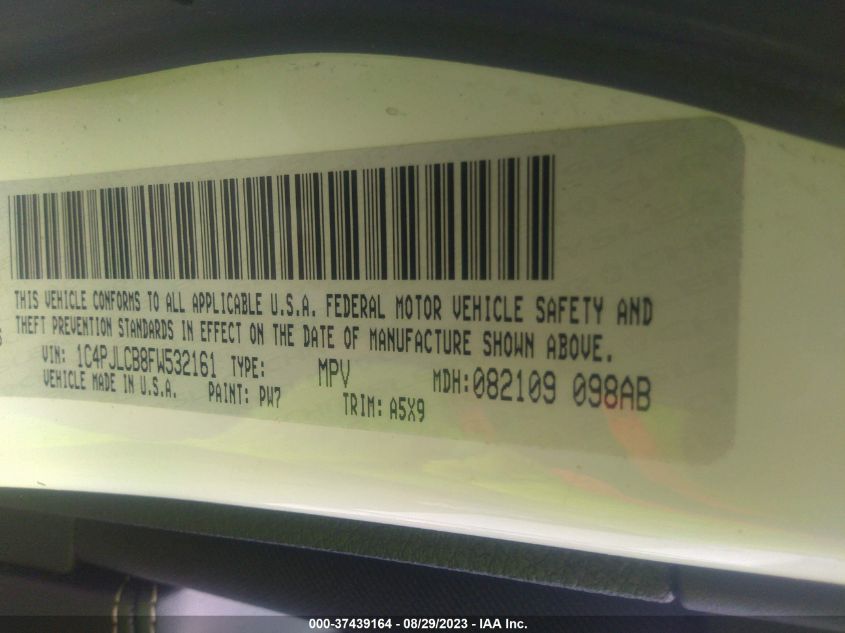 THIS VEHICLE CONFORMS TO ALL APPLICABLE U.S.A. FEDERAL MOTOR VEHICLE SAFETY AND
THEFT PREVENTION STANDARDS IN EFFECT ON THE DATE OF MANUFACTURE SHOWN ABOVE.
VIN: 1C4PJLCB8FW532161 TYPE: MPV MDH:082109 098AB
VEHICLE MADE IN U.S.A. PAINT: PW7 TRIM: A5X9
000-37439164 - 08/29/2023 - IAA Inc.